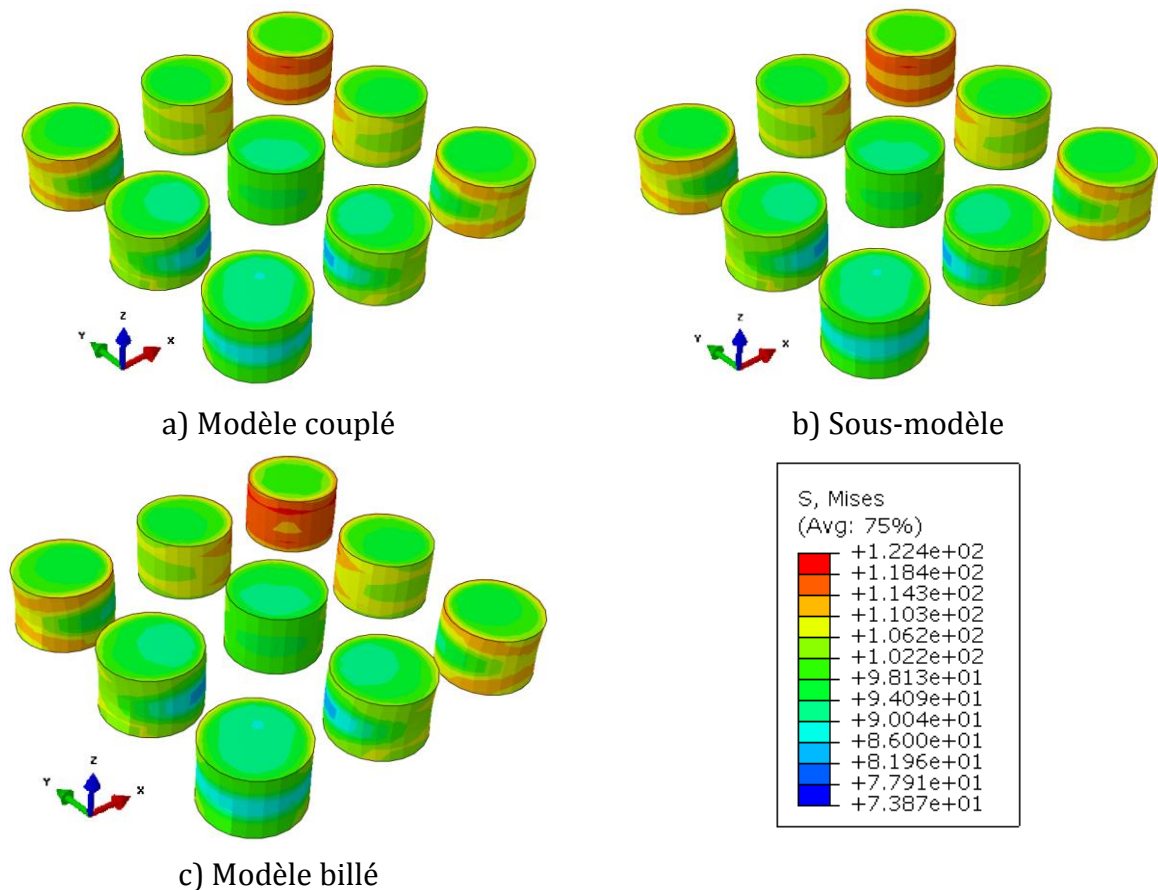 Z
Y
X
Z
Y
X
a) Modèle couplé
b) Sous-modèle
S, Mises
(Avg: 75%)
+1.224e+02
+1.184e+02
+1.143e+02
+1.103e+02
+1.062e+02
+1.022e+02
+9.813e+01
+9.409e+01
+9.004e+01
+8.600e+01
+8.196e+01
+7.791e+01
+7.387e+01
Z
Y
X
c) Modèle billé